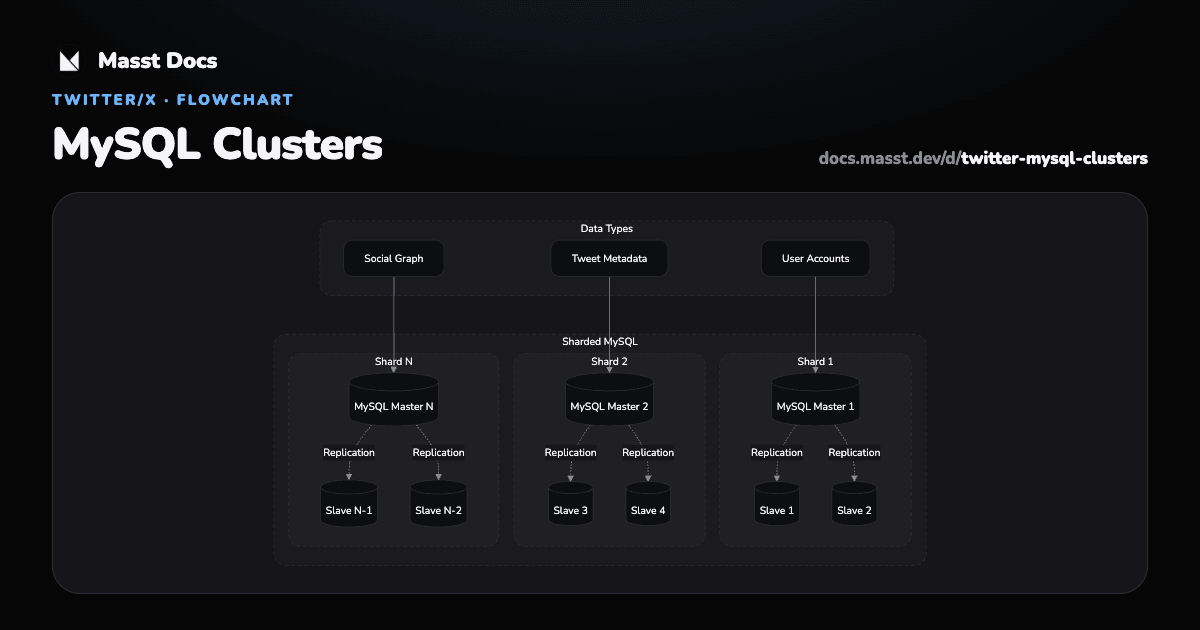 Masst Docs
TWITTER/X · FLOWCHART
MySQL Clusters
docs.masst.dev/d/twitter-mysql-clusters
Data Types
Social Graph
Tweet Metadata
User Accounts
Sharded MySQL
Shard N
Shard 2
Shard 1
MySQL Master N
MySQL Master 2
MySQL Master 1
Replication
Replication
Replication
Replication
Replication
Replication
Slave N-1
Slave N-2
Slave 3
Slave 4
Slave 1
Slave 2